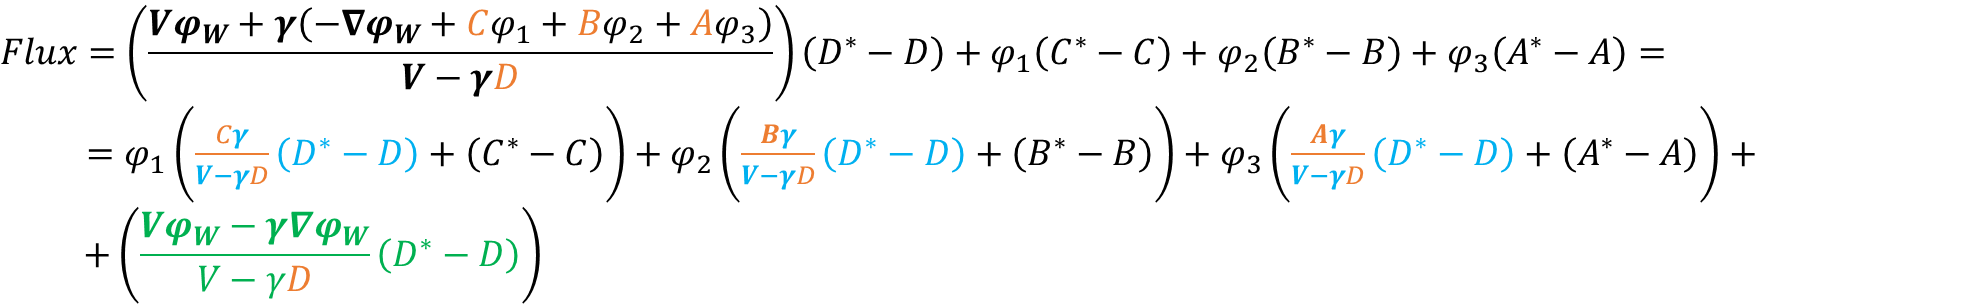 Flux = ((Vφ_W + γ(−∇φ_W + Cφ_1 + Bφ_2 + Aφ_3))/(V − γD))(D* − D) + φ_1(C* − C) + φ_2(B* − B) + φ_3(A* − A) =
= φ_1(Cγ/(V−γD) (D* − D) + (C* − C)) + φ_2(Bγ/(V−γD) (D* − D) + (B* − B)) + φ_3(Aγ/(V−γD) (D* − D) + (A* − A)) +
+ ((Vφ_W − γ∇φ_W)/(V − γD) (D* − D))